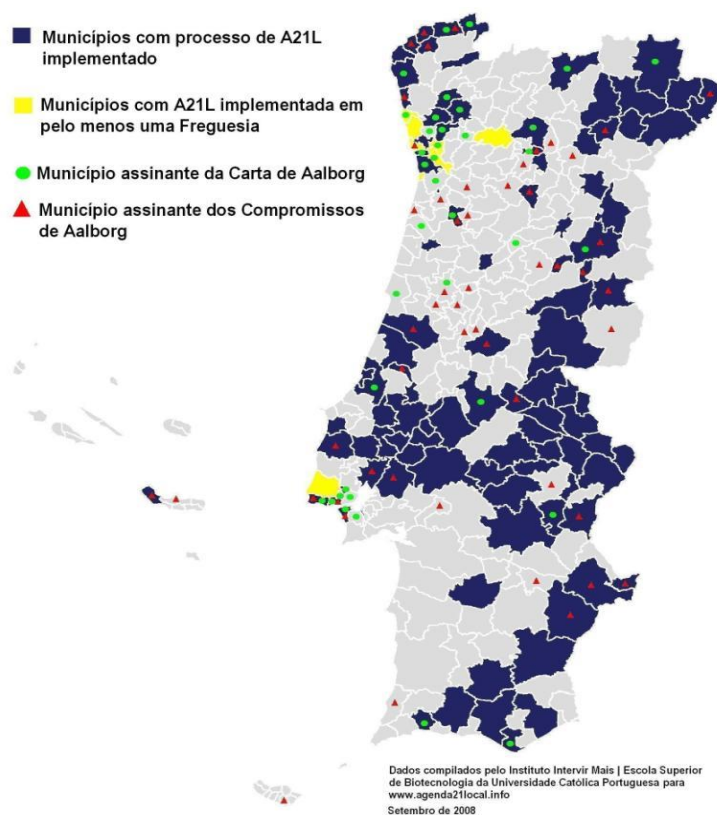 Municípios com processo de A21L
implementado
Municípios com A21L implementada em
pelo menos uma Freguesia
Município assinante da Carta de Aalborg
Município assinante dos Compromissos
de Aalborg
Dados compilados pelo Instituto Intervir Mais | Escola Superior
de Biotecnologia da Universidade Católica Portuguesa para
www.agenda21local.info
Setembro de 2008